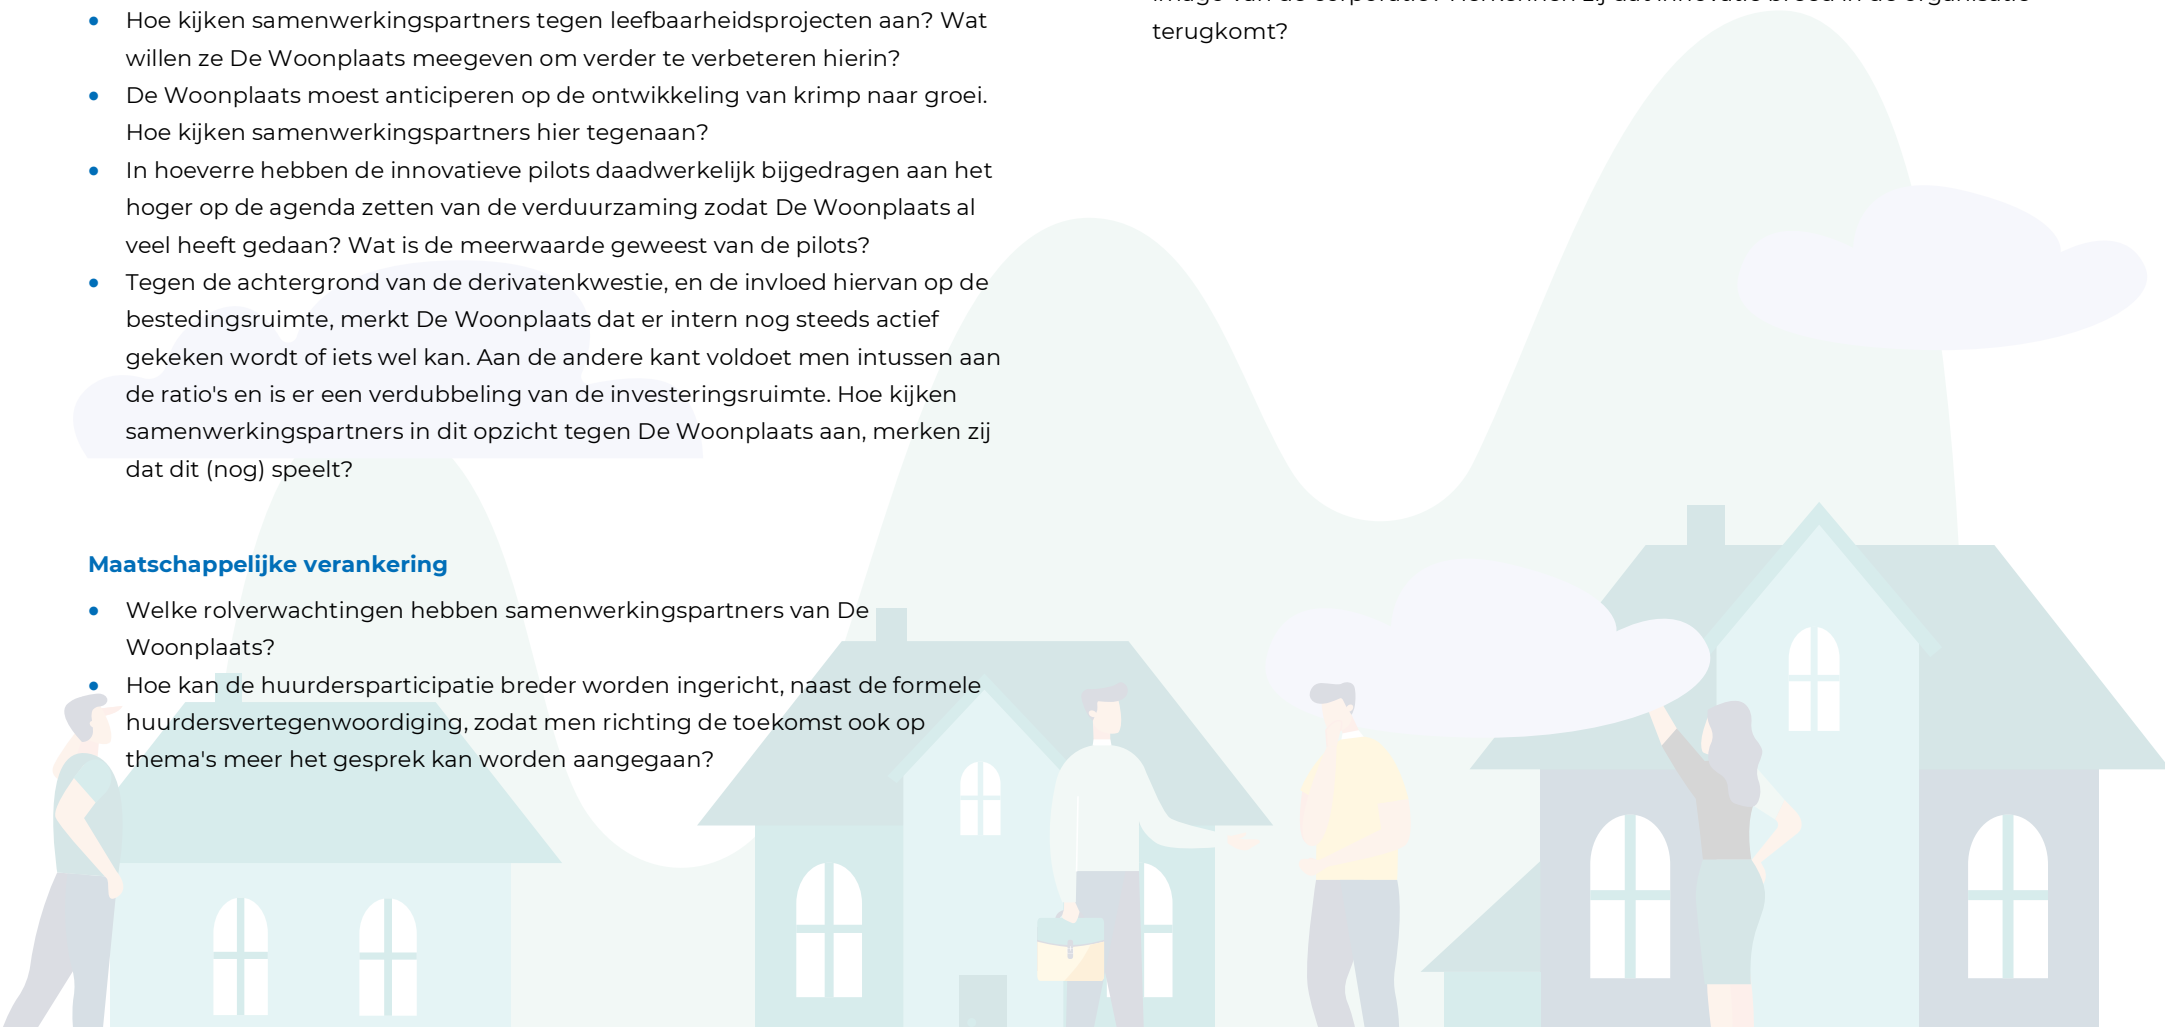 Hoe kijken samenwerkingspartners tegen leefbaarheidsprojecten aan? Wat
willen ze De Woonplaats meegeven om verder te verbeteren hierin?
De Woonplaats moest anticiperen op de ontwikkeling van krimp naar groei.
Hoe kijken samenwerkingspartners hier tegenaan?
In hoeverre hebben de innovatieve pilots daadwerkelijk bijgedragen aan het
hoger op de agenda zetten van de verduurzaming zodat De Woonplaats al
veel heeft gedaan? Wat is de meerwaarde geweest van de pilots?
Tegen de achtergrond van de derivatenkwestie, en de invloed hiervan op de
bestedingsruimte, merkt De Woonplaats dat er intern nog steeds actief
gekeken wordt of iets wel kan. Aan de andere kant voldoet men intussen aan
de ratio's en is er een verdubbeling van de investeringsruimte. Hoe kijken
samenwerkingspartners in dit opzicht tegen De Woonplaats aan, merken zij
dat dit (nog) speelt?
Maatschappelijke verankering
Welke rolverwachtingen hebben samenwerkingspartners van De
Woonplaats?
Hoe kan de huurdersparticipatie breder worden ingericht, naast de formele
huurdersvertegenwoordiging, zodat men richting de toekomst ook op
thema's meer het gesprek kan worden aangegaan?
terugkomt?